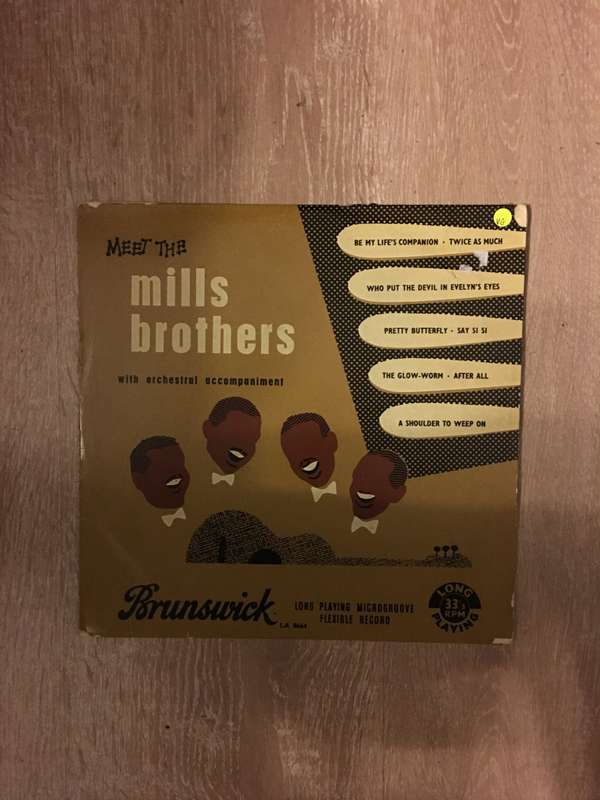 MEET THE
mills
brothers
with orchestral accompaniment
VG
BE MY LIFE'S COMPANION · TWICE AS MUCH
WHO PUT THE DEVIL IN EVELYN'S EYES
PRETTY BUTTERFLY · SAY SI SI
THE GLOW-WORM · AFTER ALL
A SHOULDER TO WEEP ON
Brunswick
LONG PLAYING MICROGROOVE
FLEXIBLE RECORD
LONG
33⅓
RPM
PLAYING